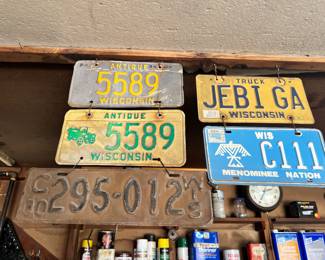 ANTIQUE
5589
WISCONSIN
ANTIQUE
5589
WISCONSIN
TRUCK
JEBI GA
WISCONSIN
WIS
C111
MENOMINEE NATION
295-012